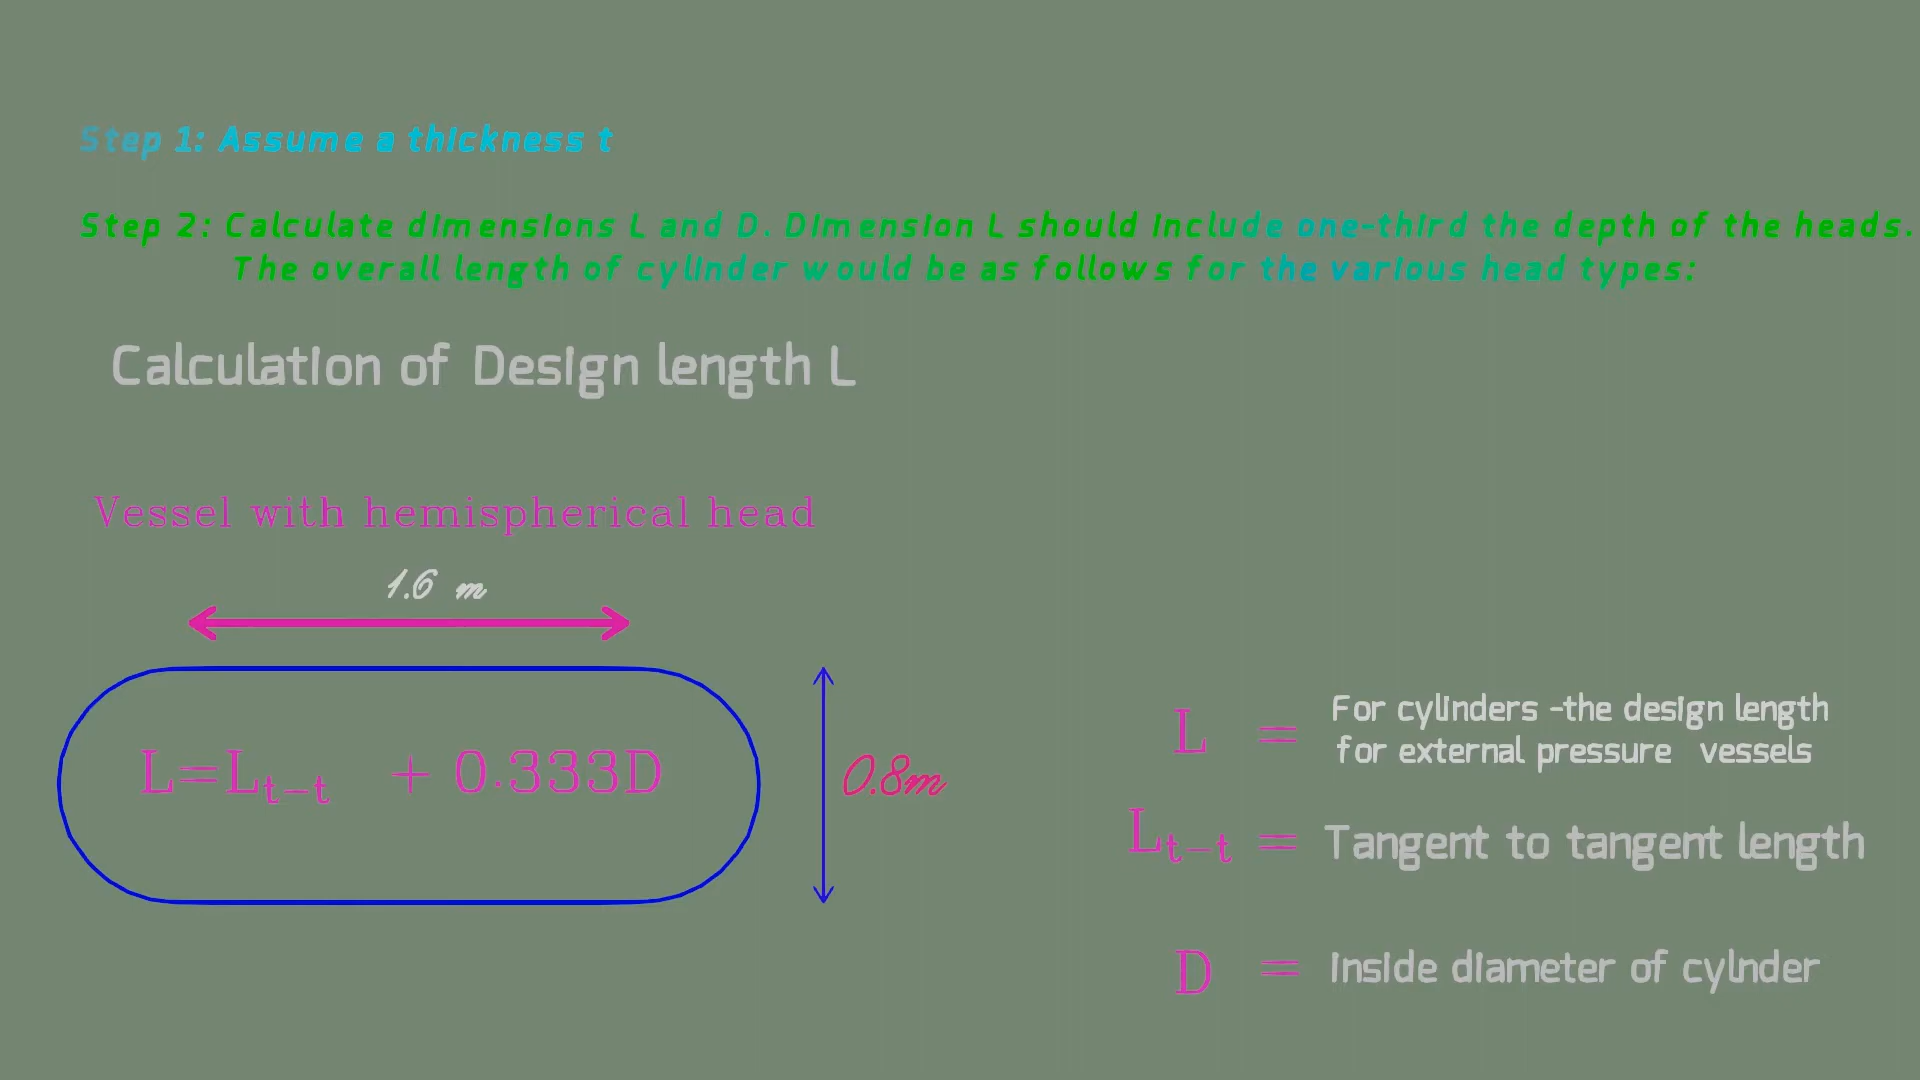 Step 1: Assume a thickness t
Step 2: Calculate dimensions L and D. Dimension L should include one-third the depth of the heads.
The overall length of cylinder would be as follows for the various head types:
Calculation of Design length L
Vessel with hemispherical head
1.6 m
L=Lt-t + 0.333D
0.8m
L = For cylinders -the design length
for external pressure vessels
Lt-t = Tangent to tangent length
D = inside diameter of cylnder